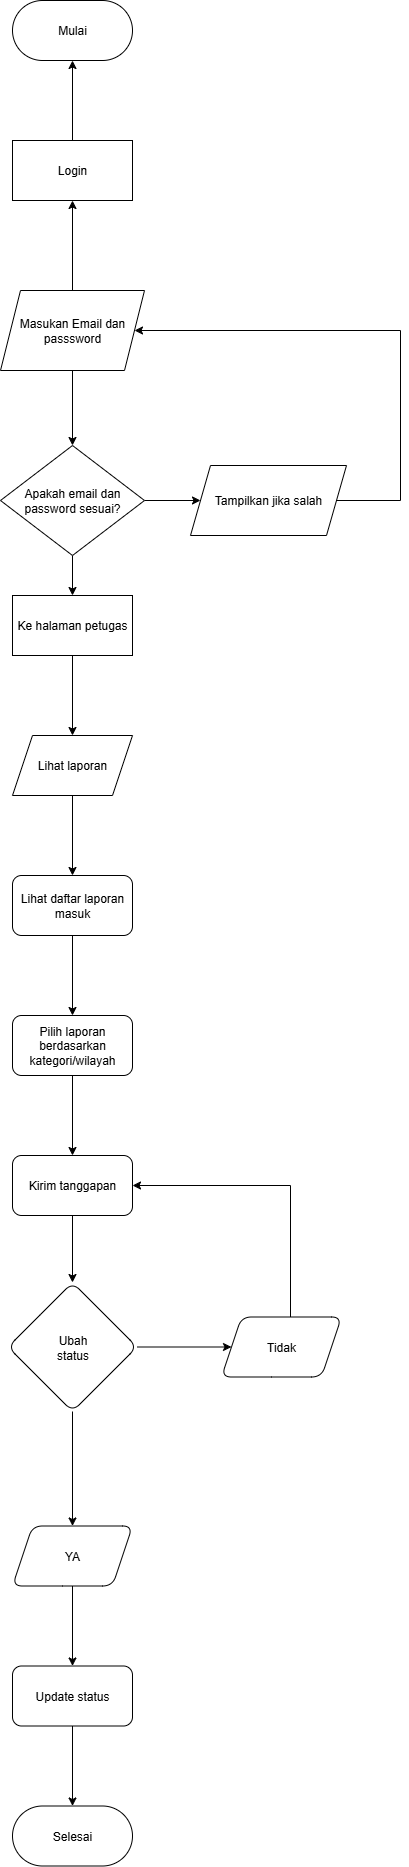 Mulai
Login
Masukan Email dan
passsword
Apakah email dan
password sesuai?
Tampilkan jika salah
Ke halaman petugas
Lihat laporan
Lihat daftar laporan
masuk
Pilih laporan
berdasarkan
kategori/wilayah
Kirim tanggapan
Ubah
status
Tidak
YA
Update status
Selesai